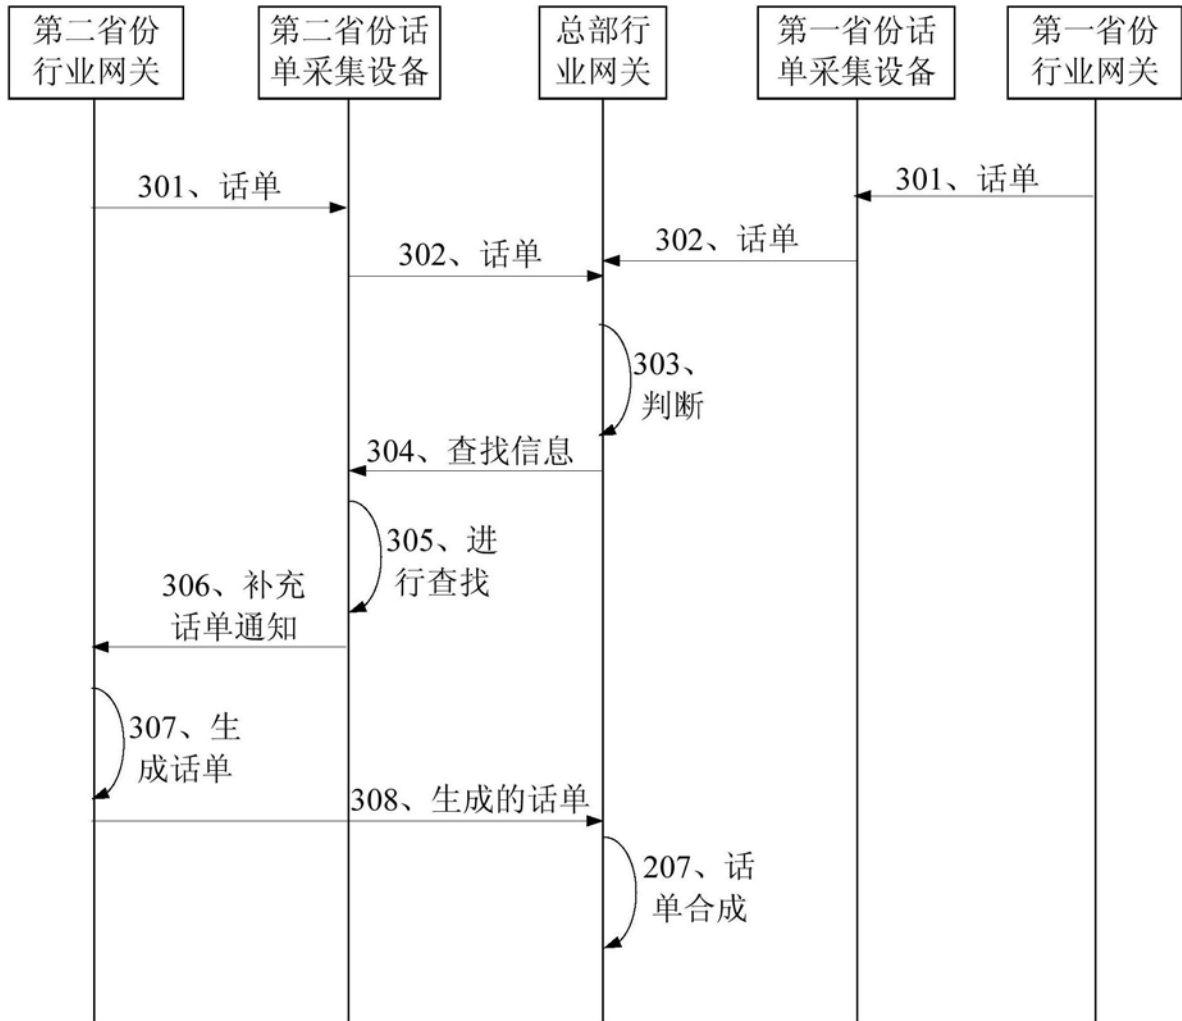 第二省份
行业网关
第二省份话
单采集设备
总部行
业网关
第一省份话
单采集设备
第一省份
行业网关
301、话单
301、话单
302、话单
302、话单
303、
判断
304、查找信息
305、进
行查找
306、补充
话单通知
307、生
成话单
308、生成的话单
207、话
单合成